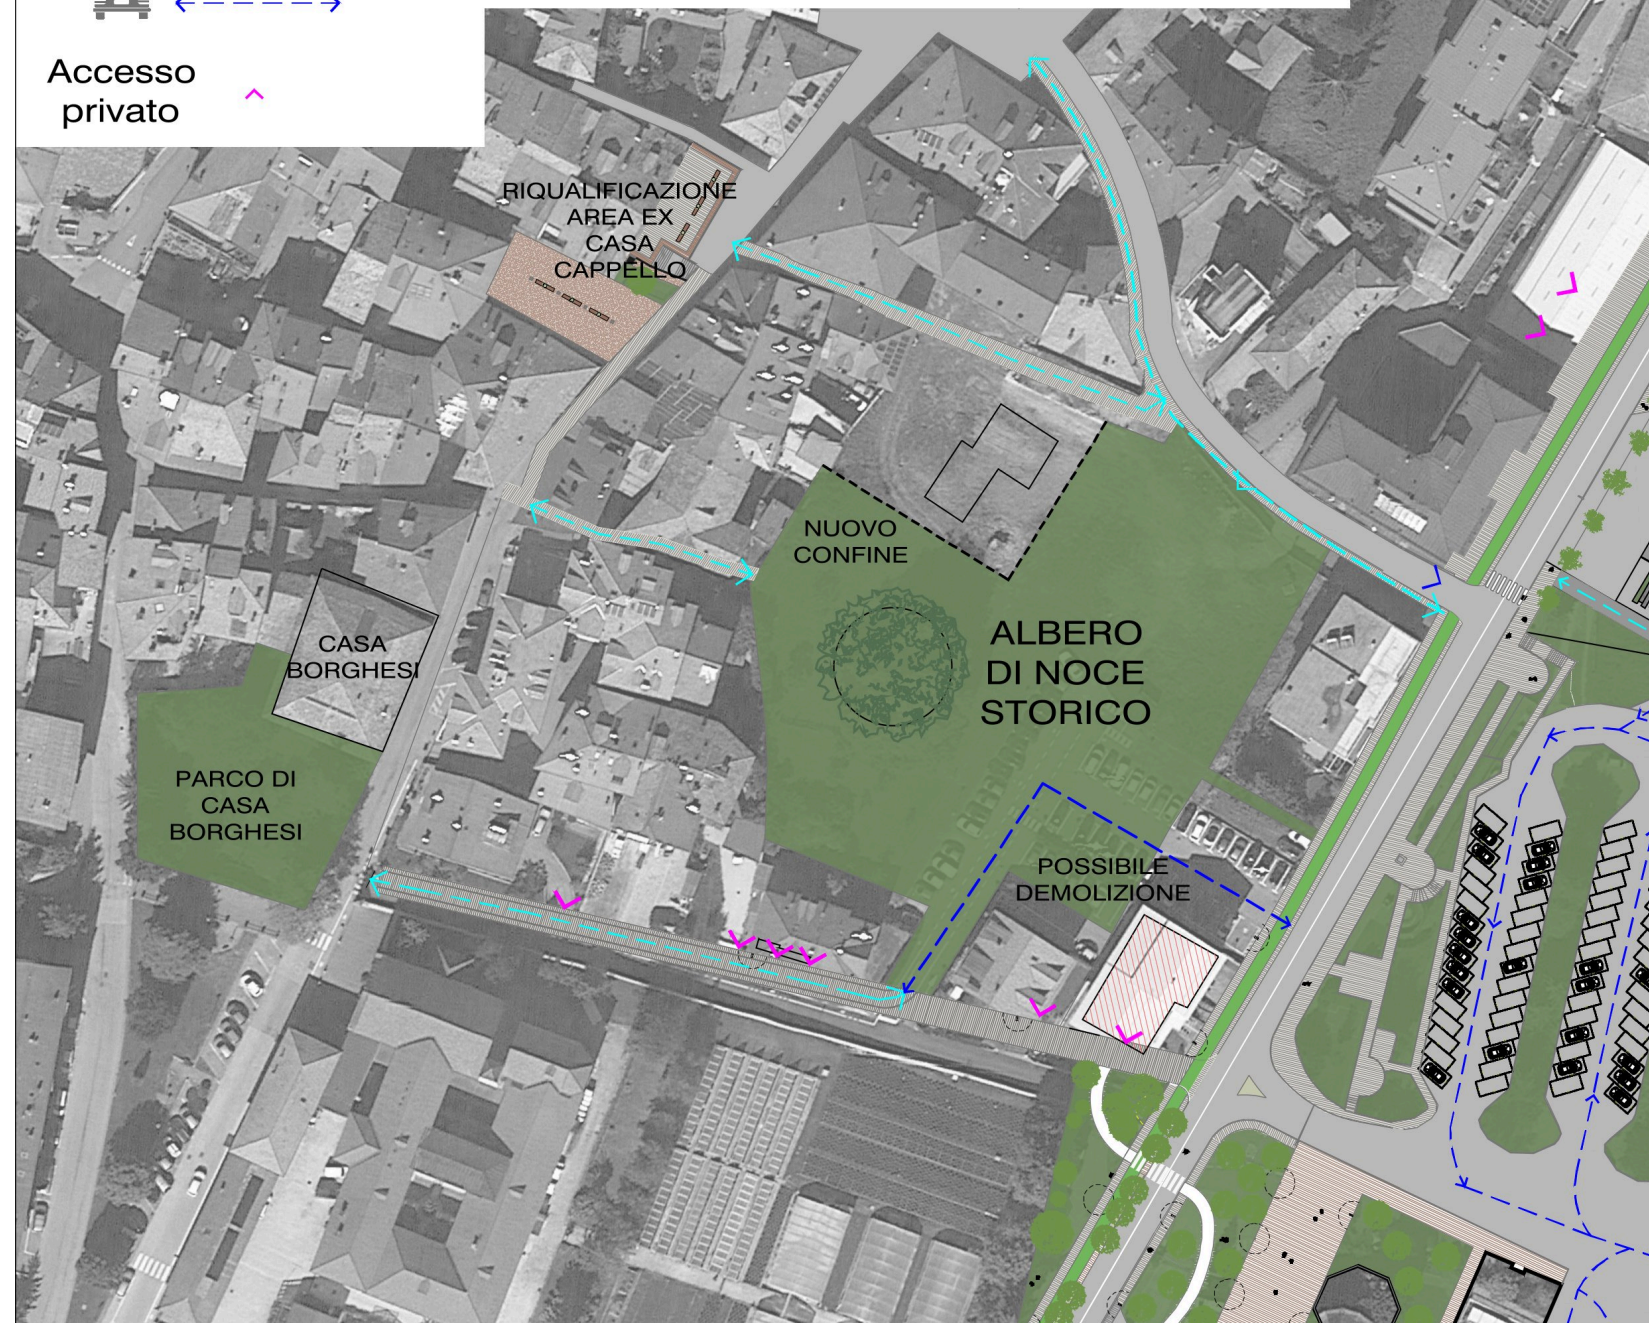 Accesso
privato
RIQUALIFICAZIONE
AREA EX
CASA
CAPPELLO
NUOVO
CONFINE
ALBERO
DI NOCE
STORICO
CASA
BORGHESI
PARCO DI
CASA
BORGHESI
POSSIBILE
DEMOLIZIONE